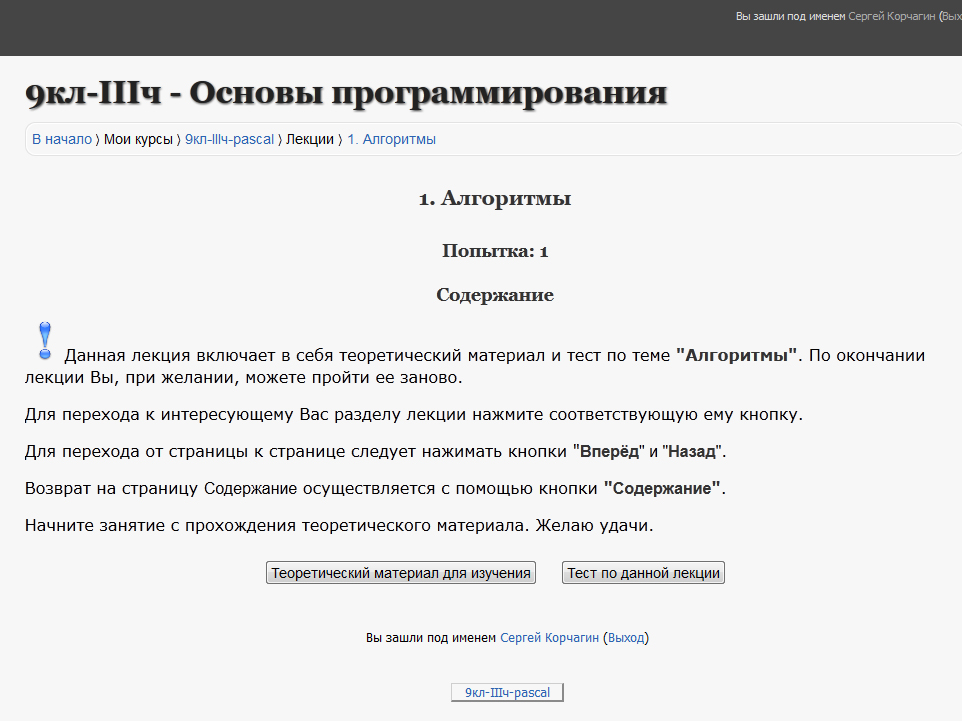 Вы зашли под именем Сергей Корчагин (Вых
9кл-IIIч - Основы программирования
В начало ⟩ Мои курсы ⟩ 9кл-IIIч-pascal ⟩ Лекции ⟩ 1. Алгоритмы
1. Алгоритмы
Попытка: 1
Содержание
Данная лекция включает в себя теоретический материал и тест по теме "Алгоритмы". По окончании
лекции Вы, при желании, можете пройти ее заново.
Для перехода к интересующему Вас разделу лекции нажмите соответствующую ему кнопку.
Для перехода от страницы к странице следует нажимать кнопки "Вперёд" и "Назад".
Возврат на страницу Содержание осуществляется с помощью кнопки "Содержание".
Начните занятие с прохождения теоретического материала. Желаю удачи.
Теоретический материал для изучения Тест по данной лекции
Вы зашли под именем Сергей Корчагин (Выход)
9кл-IIIч-pascal